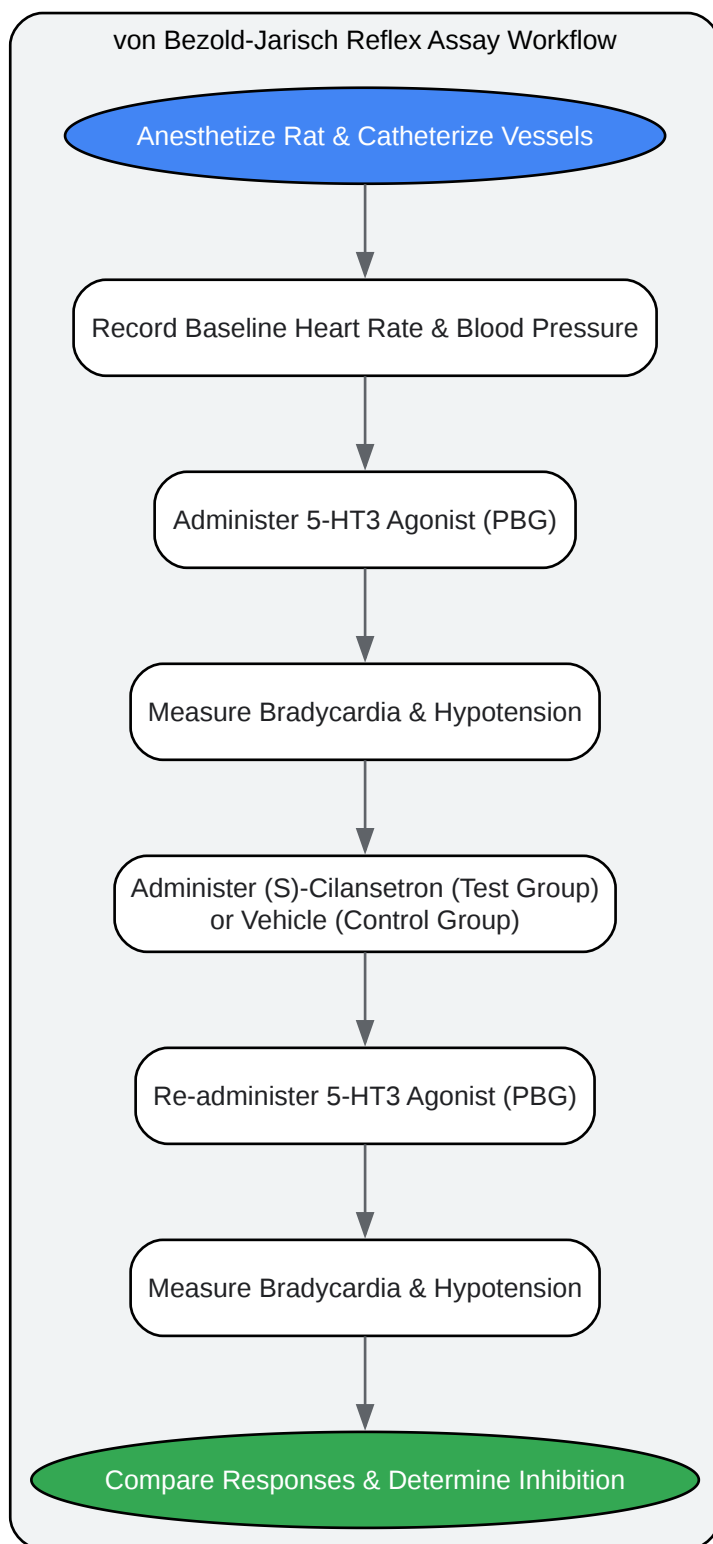 von Bezold-Jarisch Reflex Assay Workflow
Anesthetize Rat & Catheterize Vessels
Record Baseline Heart Rate & Blood Pressure
Administer 5-HT3 Agonist (PBG)
Measure Bradycardia & Hypotension
Administer (S)-Cilansetron (Test Group)
or Vehicle (Control Group)
Re-administer 5-HT3 Agonist (PBG)
Measure Bradycardia & Hypotension
Compare Responses & Determine Inhibition